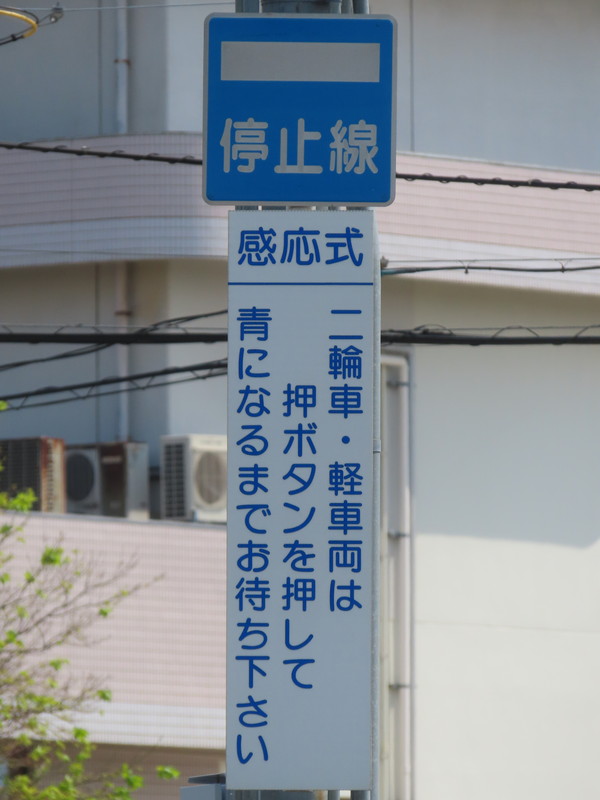 停止線
感応式
二輪車・軽車両は
押ボタンを押して
青になるまでお待ち下さい